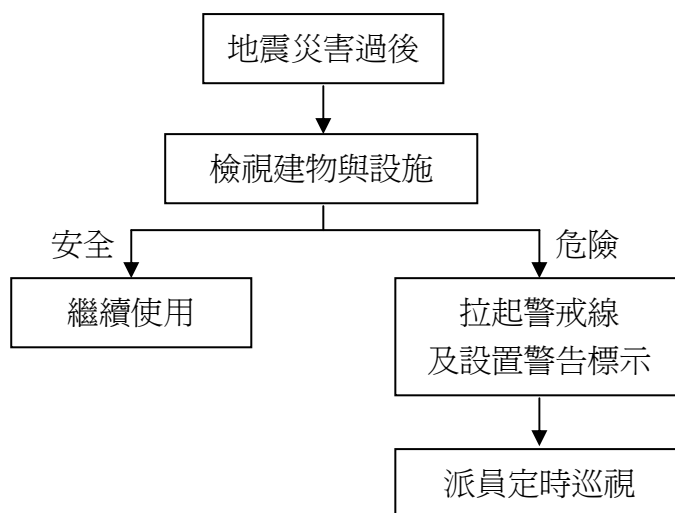 地震災害過後
檢視建物與設施
安全
危險
繼續使用
拉起警戒線
及設置警告標示
派員定時巡視